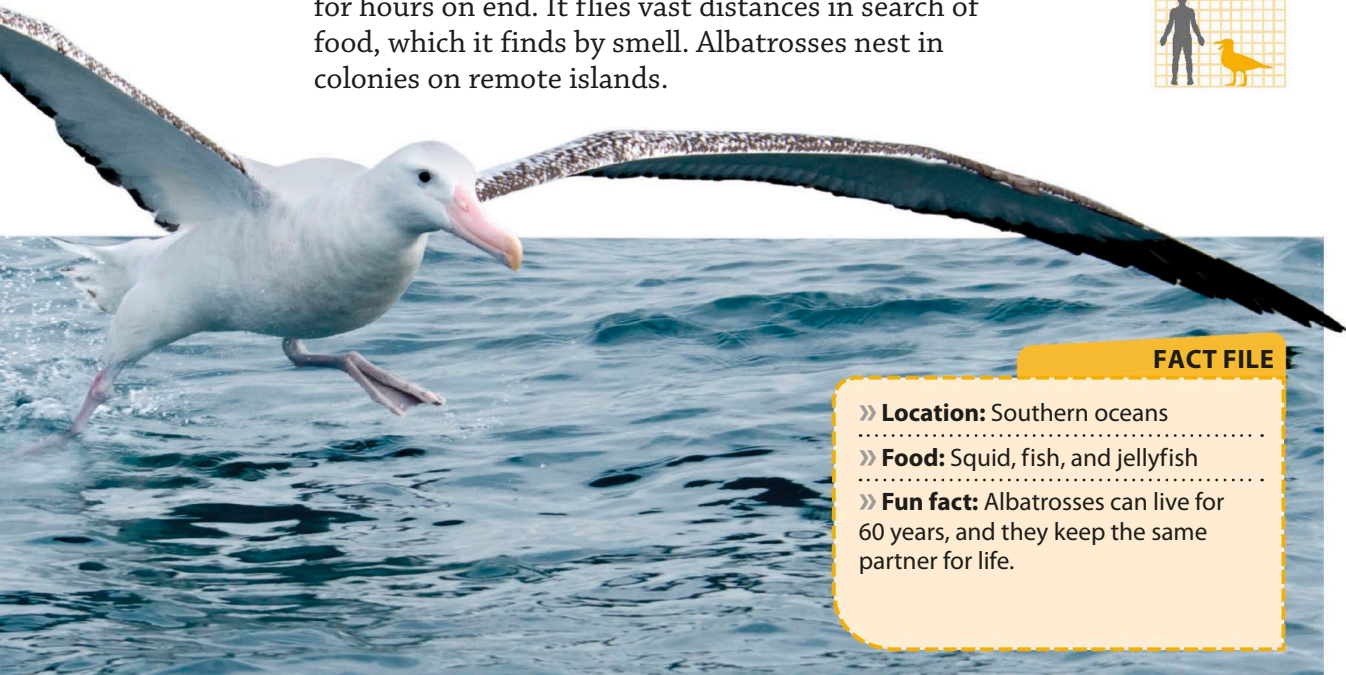 for hours on end. It flies vast distances in search of
food, which it finds by smell. Albatrosses nest in
colonies on remote islands.
FACT FILE
» Location: Southern oceans
» Food: Squid, fish, and jellyfish
» Fun fact: Albatrosses can live for
60 years, and they keep the same
partner for life.